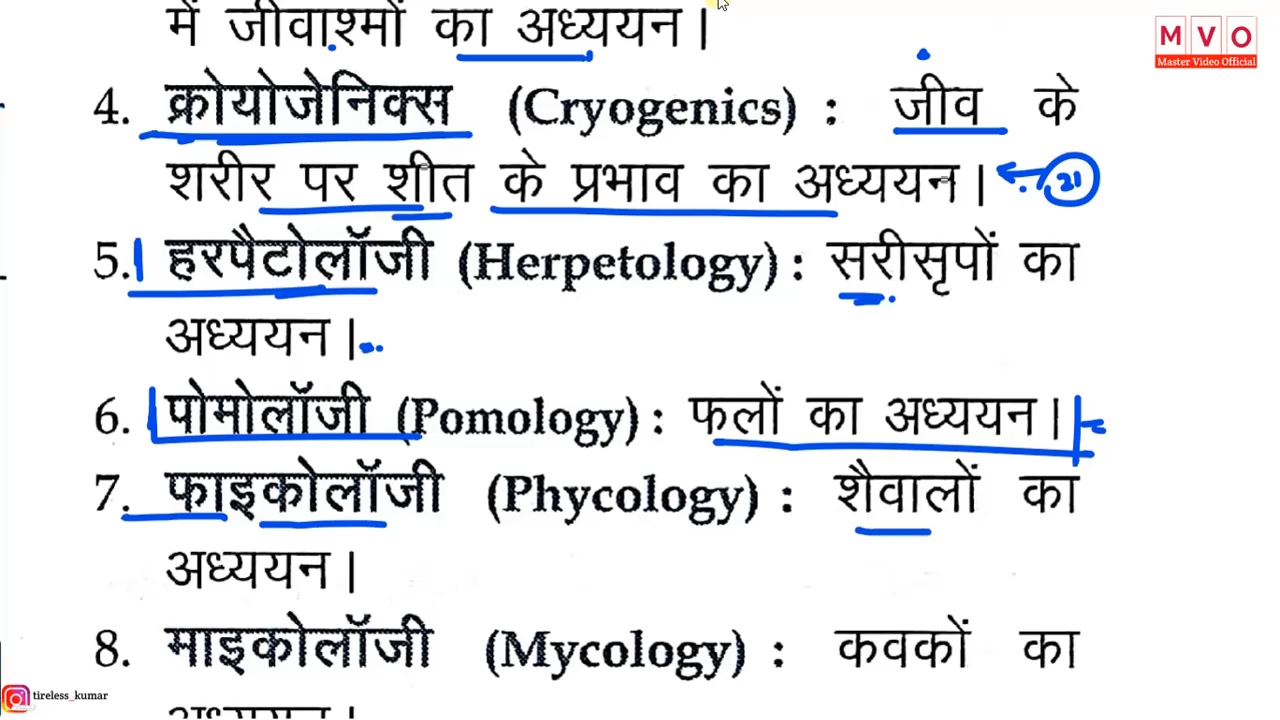 में जीवाश्मों का अध्ययन।
M V O
Master Video Official
4. क्रोयोजेनिक्स (Cryogenics) : जीव के
शरीर पर शीत के प्रभाव का अध्ययन। 21
5. हरपैटोलॉजी (Herpetology) : सरीसृपों का
अध्ययन।
6. पोमोलॉजी (Pomology) : फलों का अध्ययन।
7. फाइकोलॉजी (Phycology) : शैवालों का
अध्ययन।
8. माइकोलॉजी (Mycology) : कवकों का
tireless_kumar